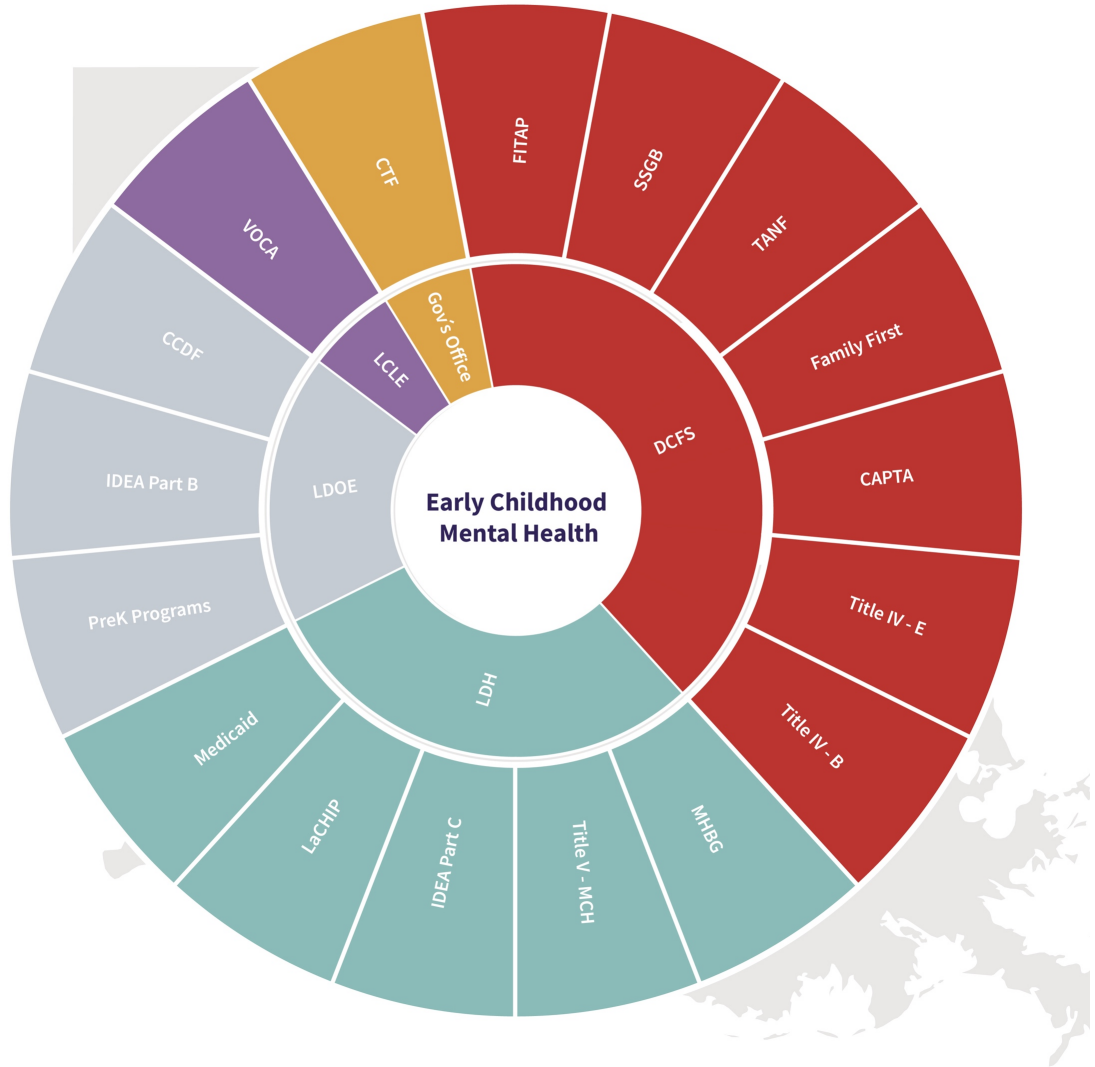 Early Childhood
Mental Health
DCFS
LDH
LDOE
LCLE
Gov's Office
FITAP
SSGB
TANF
Family First
CAPTA
Title IV - E
Title IV - B
MHBG
Title V - MCH
IDEA Part C
LaCHIP
Medicaid
PreK Programs
IDEA Part B
CCDF
VOCA
CTF